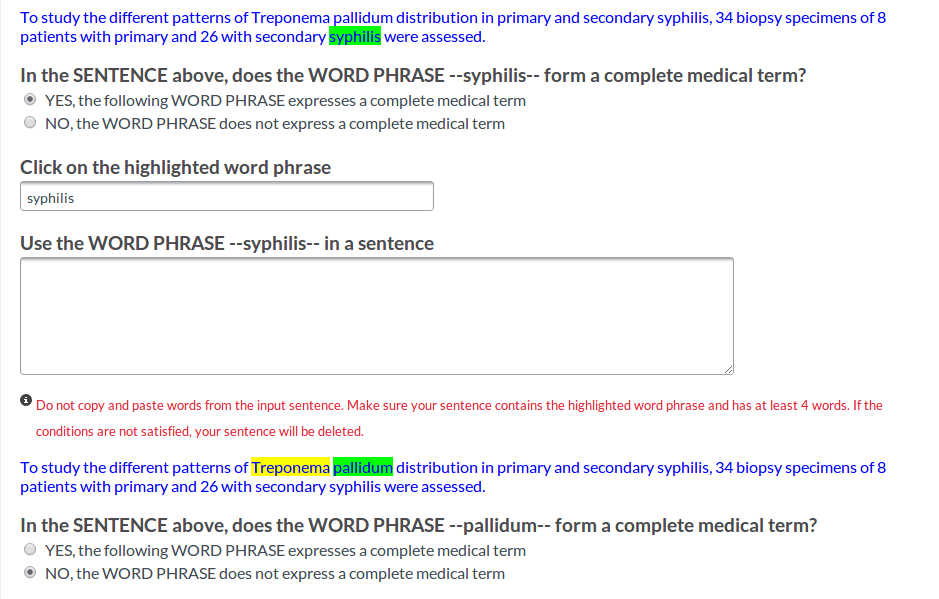 To study the different patterns of Treponema pallidum distribution in primary and secondary syphilis, 34 biopsy specimens of 8
patients with primary and 26 with secondary syphilis were assessed.
In the SENTENCE above, does the WORD PHRASE --syphilis-- form a complete medical term?
YES, the following WORD PHRASE expresses a complete medical term
NO, the WORD PHRASE does not express a complete medical term
Click on the highlighted word phrase
syphilis
Use the WORD PHRASE --syphilis-- in a sentence
Do not copy and paste words from the input sentence. Make sure your sentence contains the highlighted word phrase and has at least 4 words. If the
conditions are not satisfied, your sentence will be deleted.
To study the different patterns of Treponema pallidum distribution in primary and secondary syphilis, 34 biopsy specimens of 8
patients with primary and 26 with secondary syphilis were assessed.
In the SENTENCE above, does the WORD PHRASE --pallidum-- form a complete medical term?
YES, the following WORD PHRASE expresses a complete medical term
NO, the WORD PHRASE does not express a complete medical term